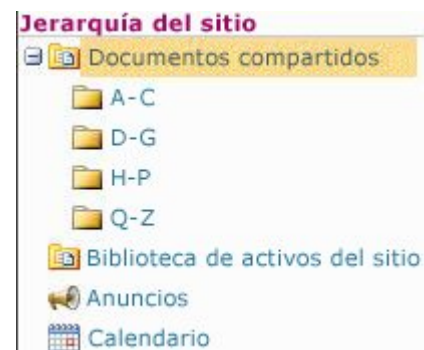 Jerarquía del sitio
Documentos compartidos
A-C
D-G
H-P
Q-Z
Biblioteca de activos del sitio
Anuncios
Calendario